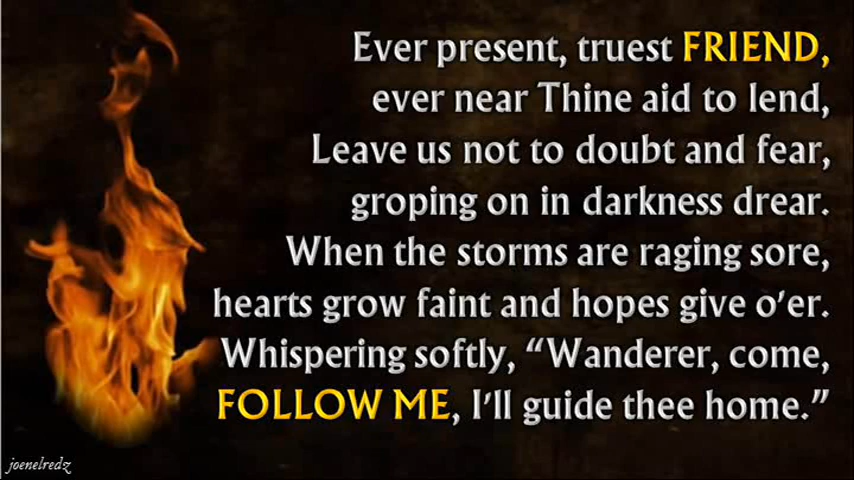 Ever present, truest FRIEND,
ever near Thine aid to lend,
Leave us not to doubt and fear,
groping on in darkness drear.
When the storms are raging sore,
hearts grow faint and hopes give o'er.
Whispering softly, “Wanderer, come,
FOLLOW ME, I'll guide thee home.”
joenelredz